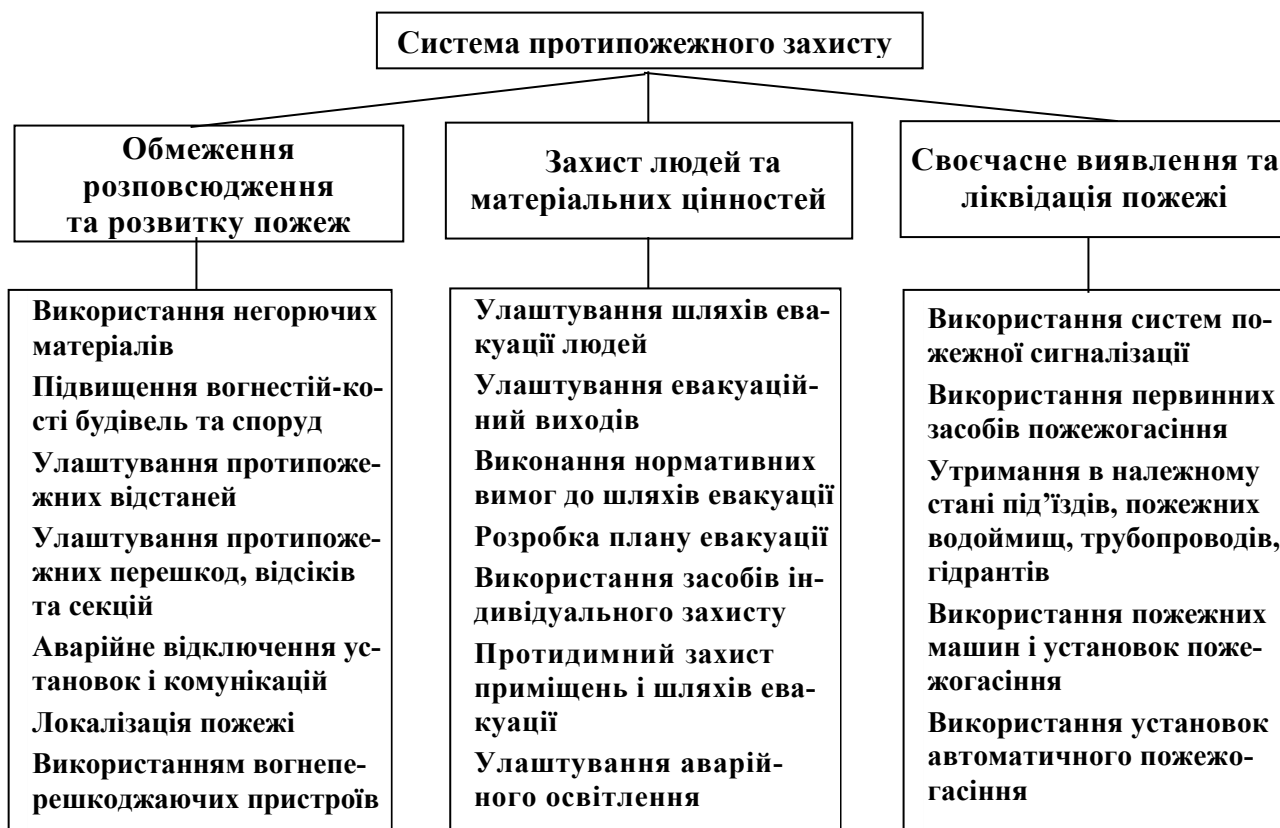 Система протипожежного захисту
Обмеження
розповсюдження
та розвитку пожеж
Захист людей та
матеріальних цінностей
Своєчасне виявлення та
ліквідація пожежі
Використання негорючих
матеріалів
Підвищення вогнестій-кості будівель та споруд
Улаштування протипоже-
жних відстаней
Улаштування протипоже-
жних перешкод, відсіків
та секцій
Аварійне відключення ус-
тановок і комунікацій
Локалізація пожежі
Використанням вогнепе-
решкоджаючих пристроїв
Улаштування шляхів ева-
куації людей
Улаштування евакуацій-
ний виходів
Виконання нормативних
вимог до шляхів евакуації
Розробка плану евакуації
Використання засобів ін-
дивідуального захисту
Протидимний захист
приміщень і шляхів ева-
куації
Улаштування аварій-
ного освітлення
Використання систем по-
жежної сигналізації
Використання первинних
засобів пожежогасіння
Утримання в належному
стані під’їздів, пожежних
водоймищ, трубопроводів,
гідрантів
Використання пожежних
машин і установок поже-
жогасіння
Використання установок
автоматичного пожежо-
гасіння